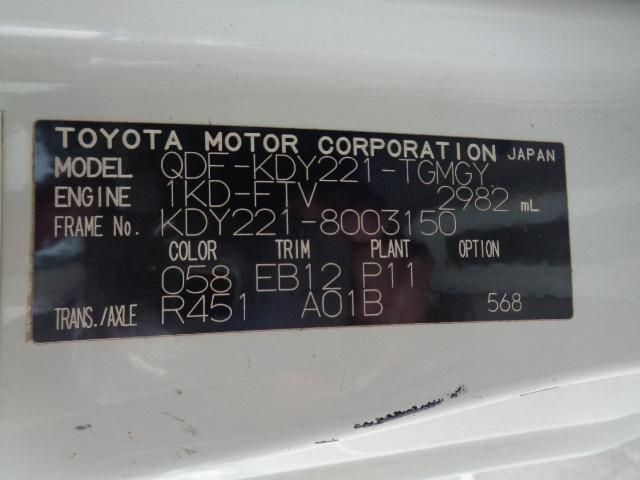 TOYOTA MOTOR CORPORATION JAPAN
MODEL QDF-KDY221-TGMGY
ENGINE 1KD-FTV 2982 mL
FRAME No. KDY221-8003150
COLOR TRIM PLANT OPTION
058 EB12 P11
TRANS./AXLE R451 A01B 568